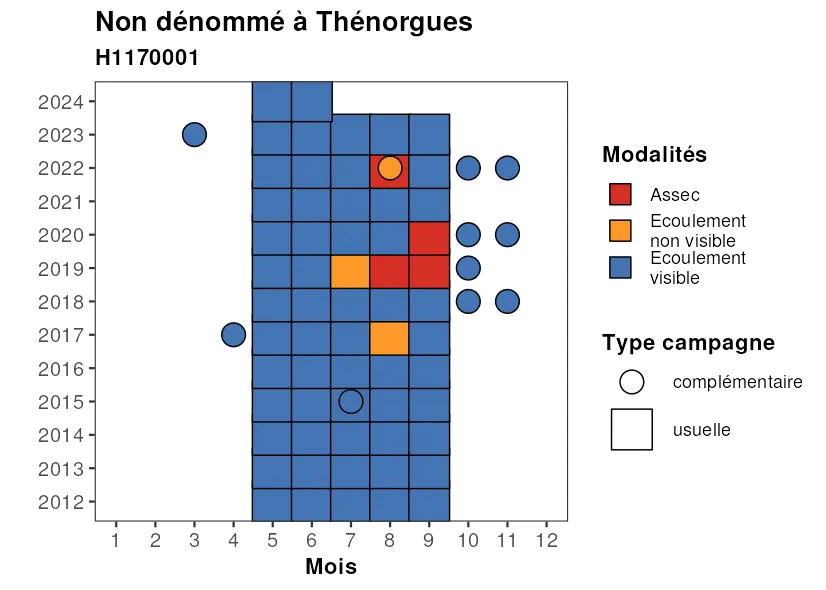 Non dénommé à Thénorgues
H1170001
2024
2023
2022
2021
2020
2019
2018
2017
2016
2015
2014
2013
2012
1 2 3 4 5 6 7 8 9 10 11 12
Mois
Modalités
Assec
Ecoulement
non visible
Ecoulement
visible
Type campagne
complémentaire
usuelle